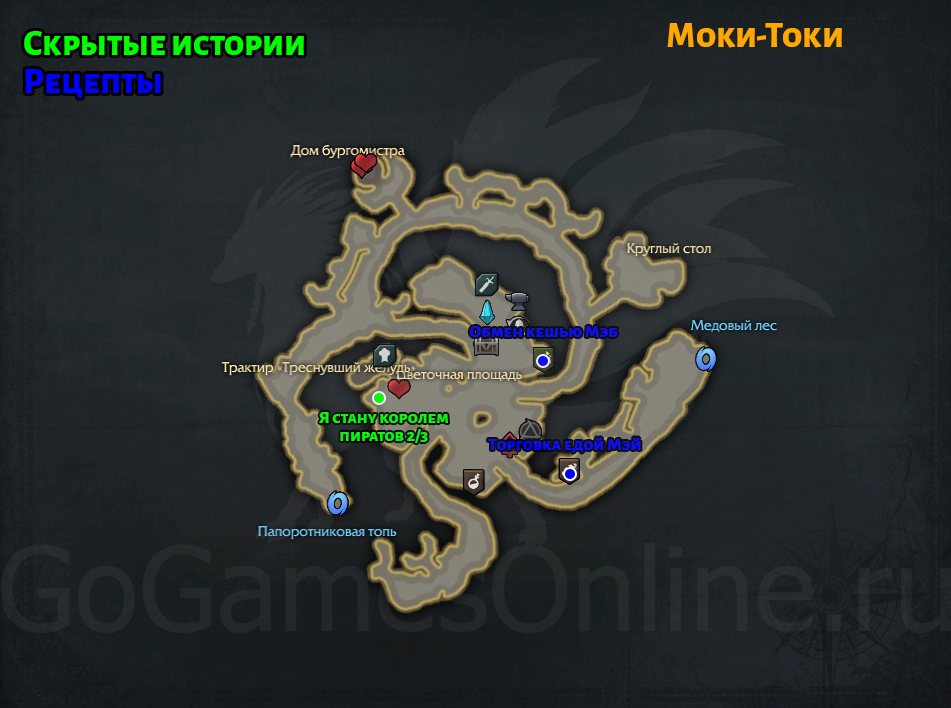 Скрытые истории
Рецепты
Моки-Токи
Дом бургомистра
Круглый стол
Обмен кешью Мэб
Медовый лес
Трактир «Треснувший желудь»
Цветочная площадь
Я стану королем
пиратов 2/3
Торговка едой Мэй
Папоротниковая топь
GoGamesOnline.ru